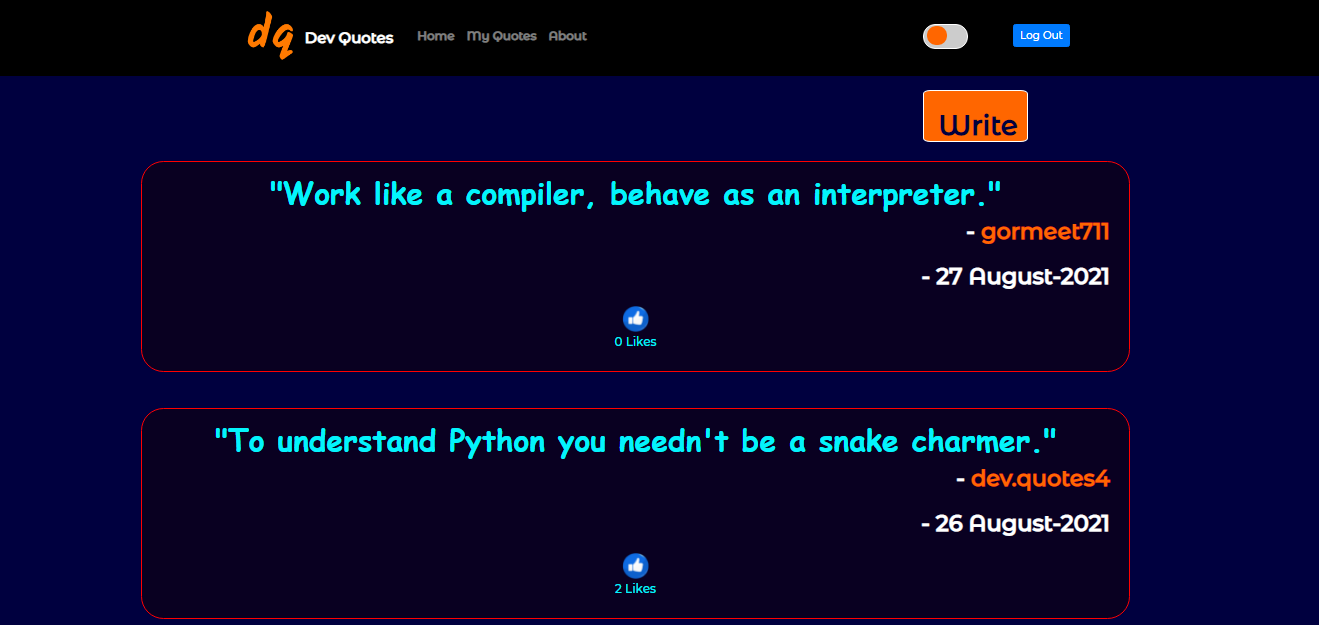 dq Dev Quotes Home My Quotes About Log Out
Write
"Work like a compiler, behave as an interpreter."
- gormeet711
- 27 August-2021
0 Likes
"To understand Python you needn't be a snake charmer."
- dev.quotes4
- 26 August-2021
2 Likes